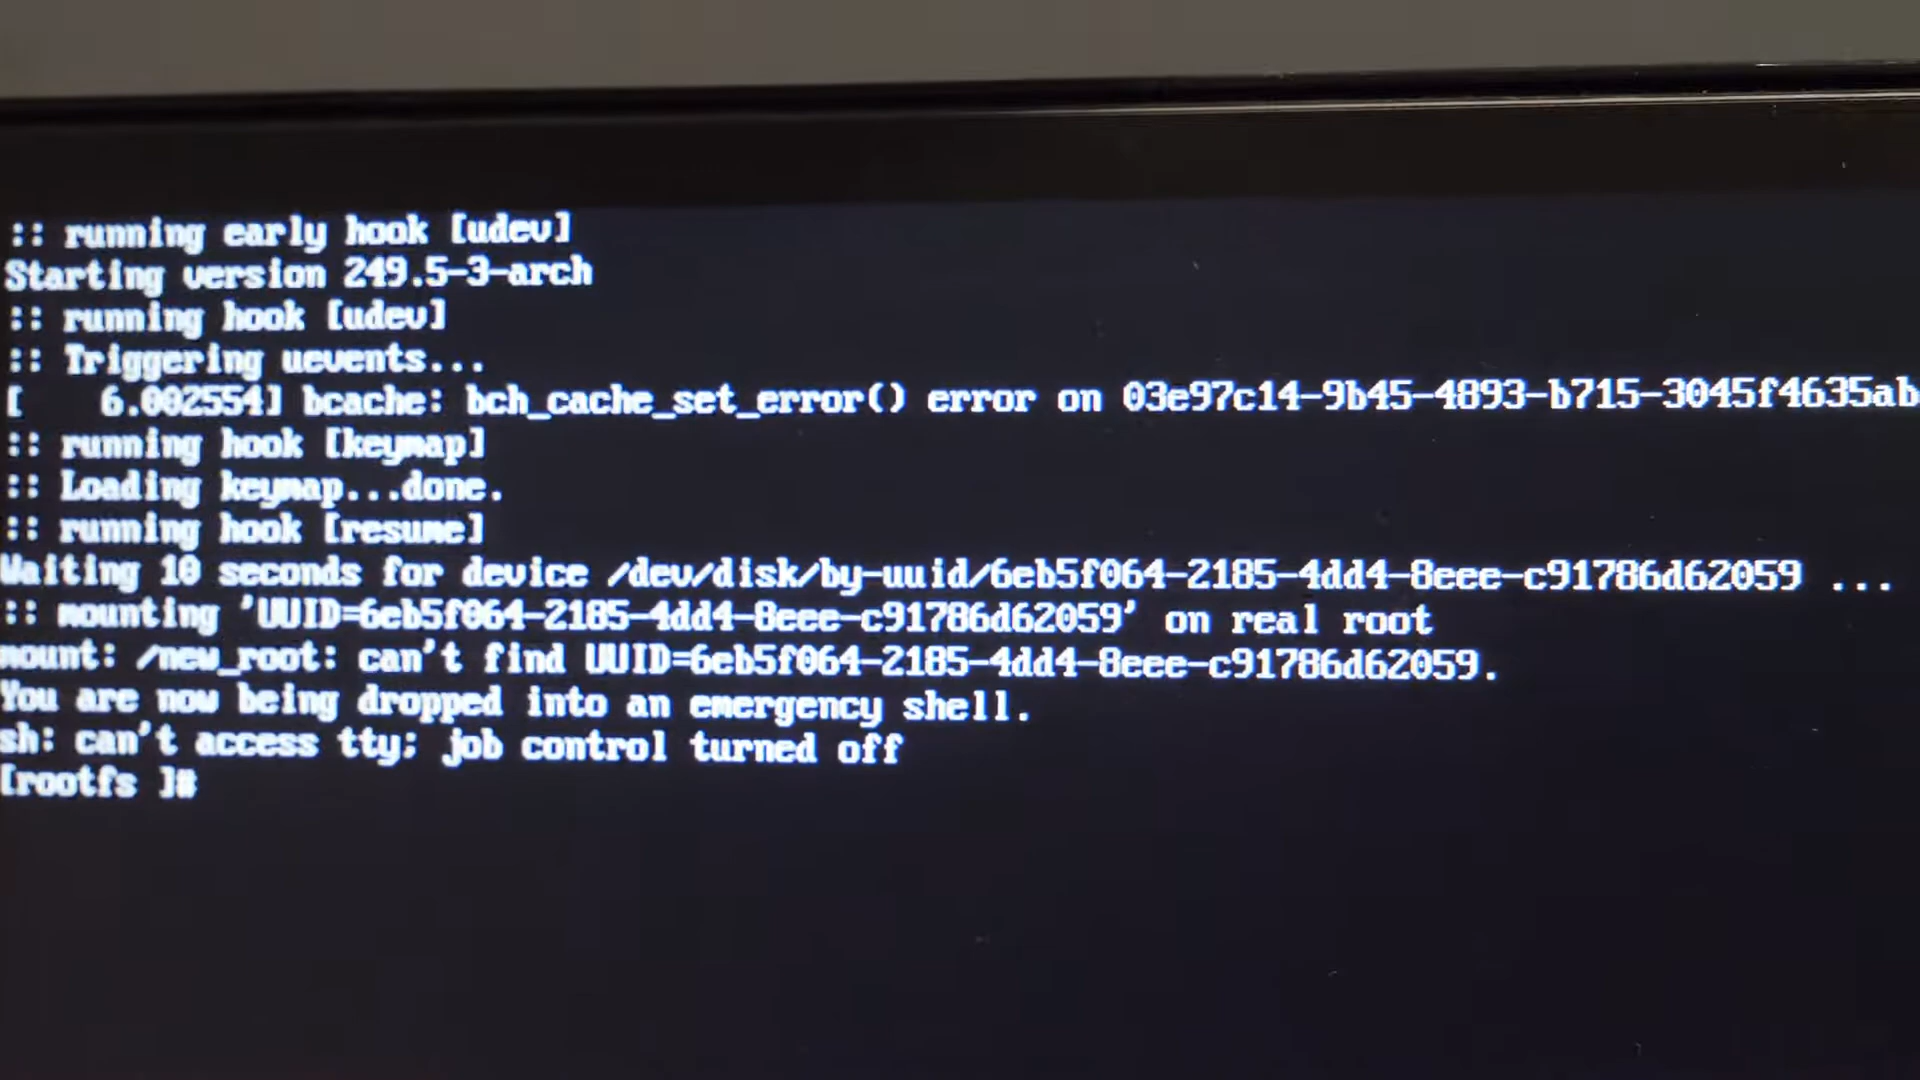 :: running early hook [udev]
Starting version 249.5-3-arch
:: running hook [udev]
:: Triggering uevents...
[    6.002554] bcache: bch_cache_set_error() error on 03e97c14-9b45-4893-b715-3045f4635ab
:: running hook [keymap]
:: Loading keymap...done.
:: running hook [resume]
Waiting 10 seconds for device /dev/disk/by-uuid/6eb5f064-2185-4dd4-8eee-c91786d62059 ...
:: mounting 'UUID=6eb5f064-2185-4dd4-8eee-c91786d62059' on real root
mount: /new_root: can't find UUID=6eb5f064-2185-4dd4-8eee-c91786d62059.
You are now being dropped into an emergency shell.
sh: can't access tty; job control turned off
[rootfs ]#